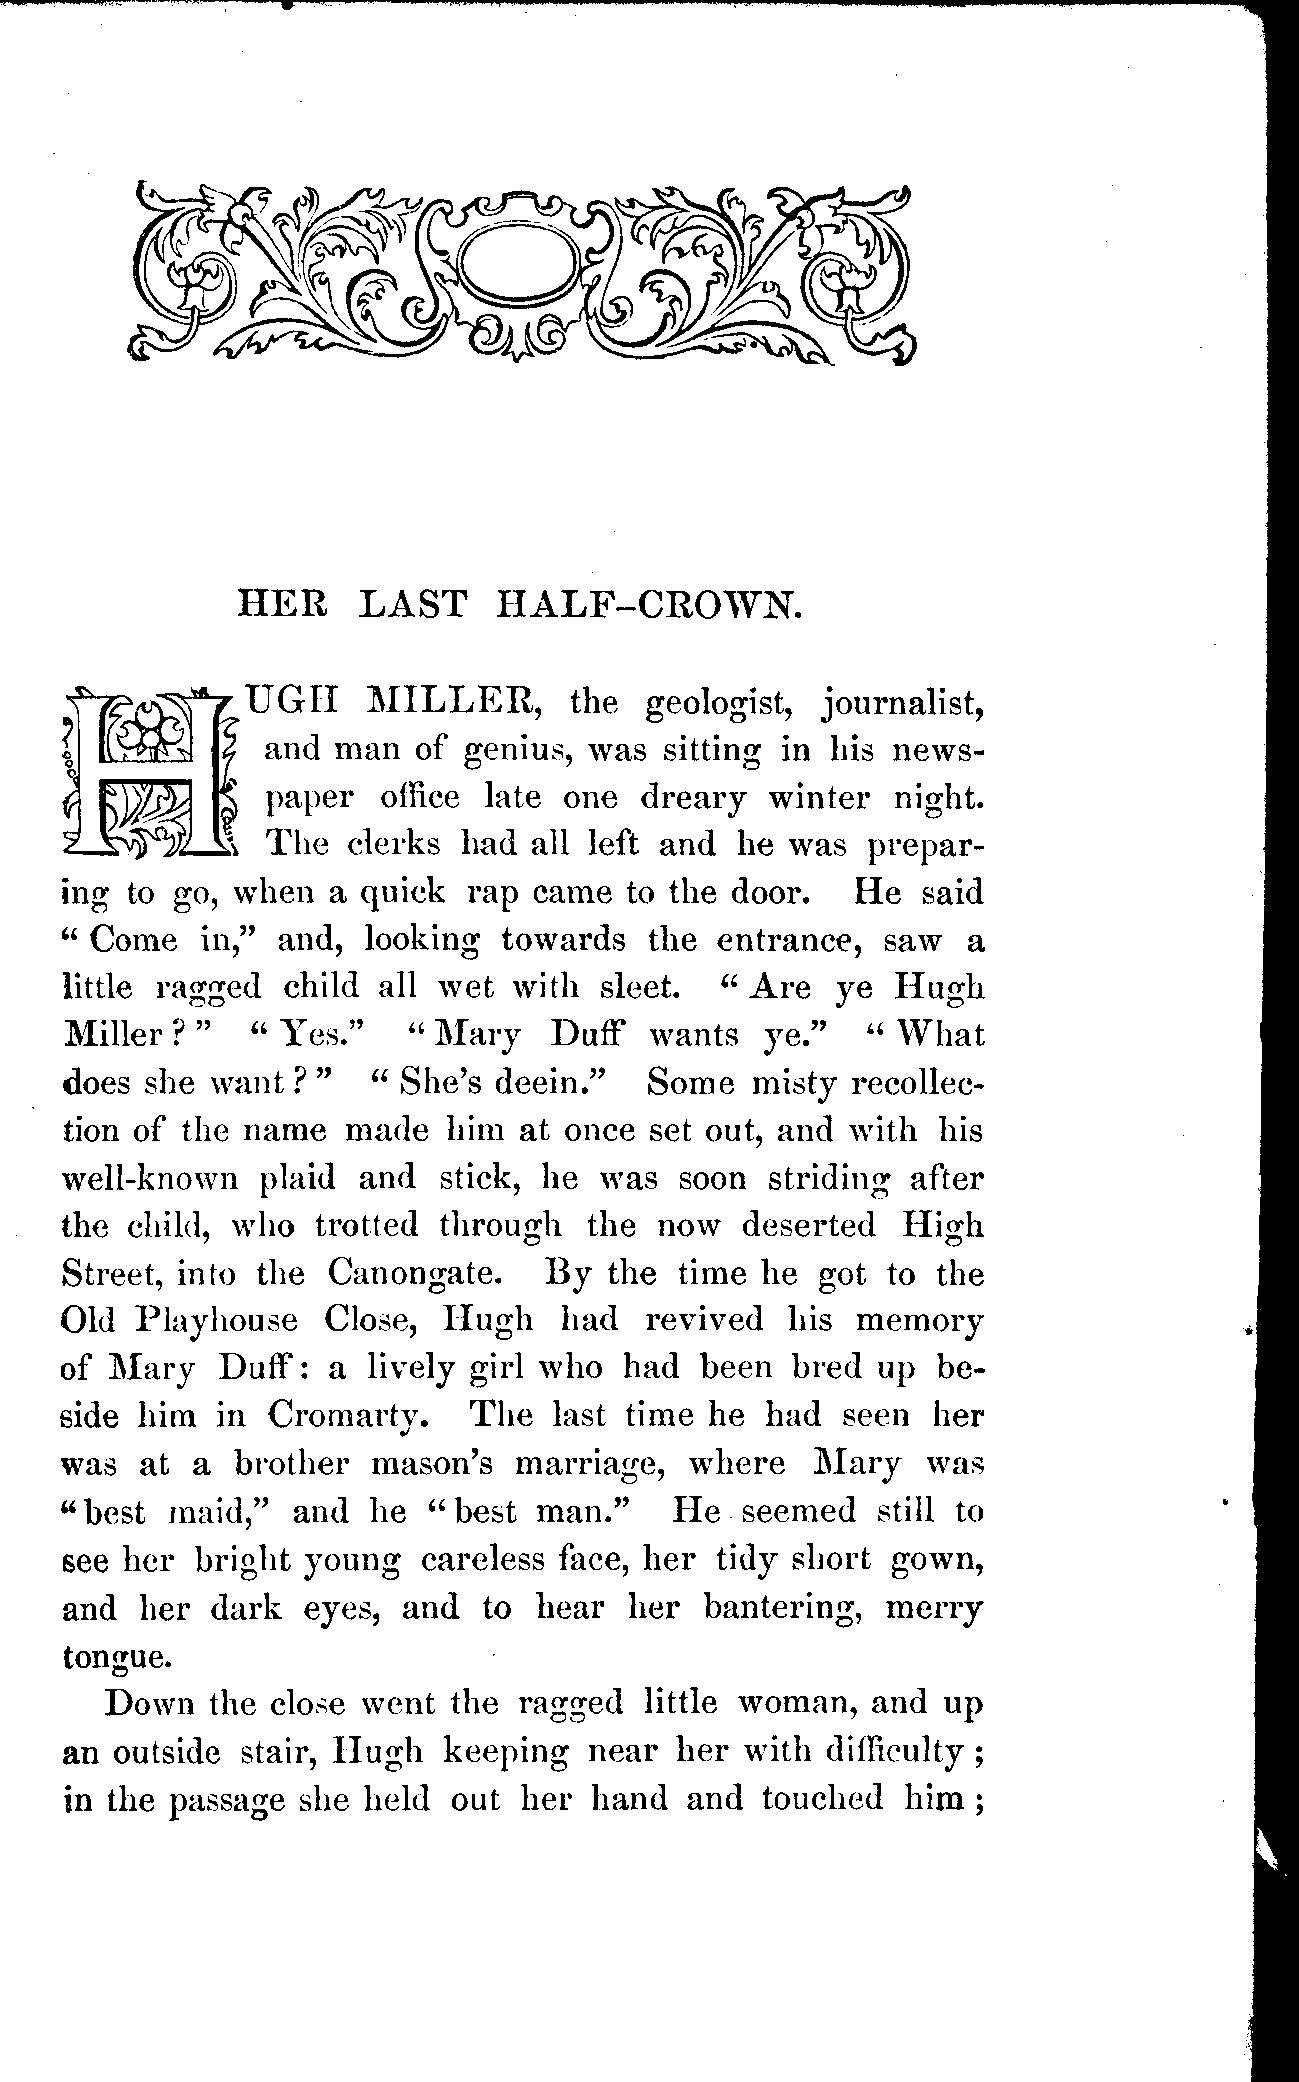 HER LAST HALF-CROWN.
HUGH MILLER, the geologist, journalist,
and man of genius, was sitting in his news-
paper office late one dreary winter night.
The clerks had all left and he was prepar-
ing to go, when a quick rap came to the door. He said
“ Come in,” and, looking towards the entrance, saw a
little ragged child all wet with sleet. “ Are ye Hugh
Miller ? ” “ Yes.” “ Mary Duff wants ye.” “ What
does she want ? ” “ She’s deein.” Some misty recollec-
tion of the name made him at once set out, and with his
well-known plaid and stick, he was soon striding after
the child, who trotted through the now deserted High
Street, into the Canongate. By the time he got to the
Old Playhouse Close, Hugh had revived his memory
of Mary Duff: a lively girl who had been bred up be-
side him in Cromarty. The last time he had seen her
was at a brother mason’s marriage, where Mary was
“best maid,” and he “best man.” He seemed still to
see her bright young careless face, her tidy short gown,
and her dark eyes, and to hear her bantering, merry
tongue.
Down the close went the ragged little woman, and up
an outside stair, Hugh keeping near her with difficulty ;
in the passage she held out her hand and touched him ;